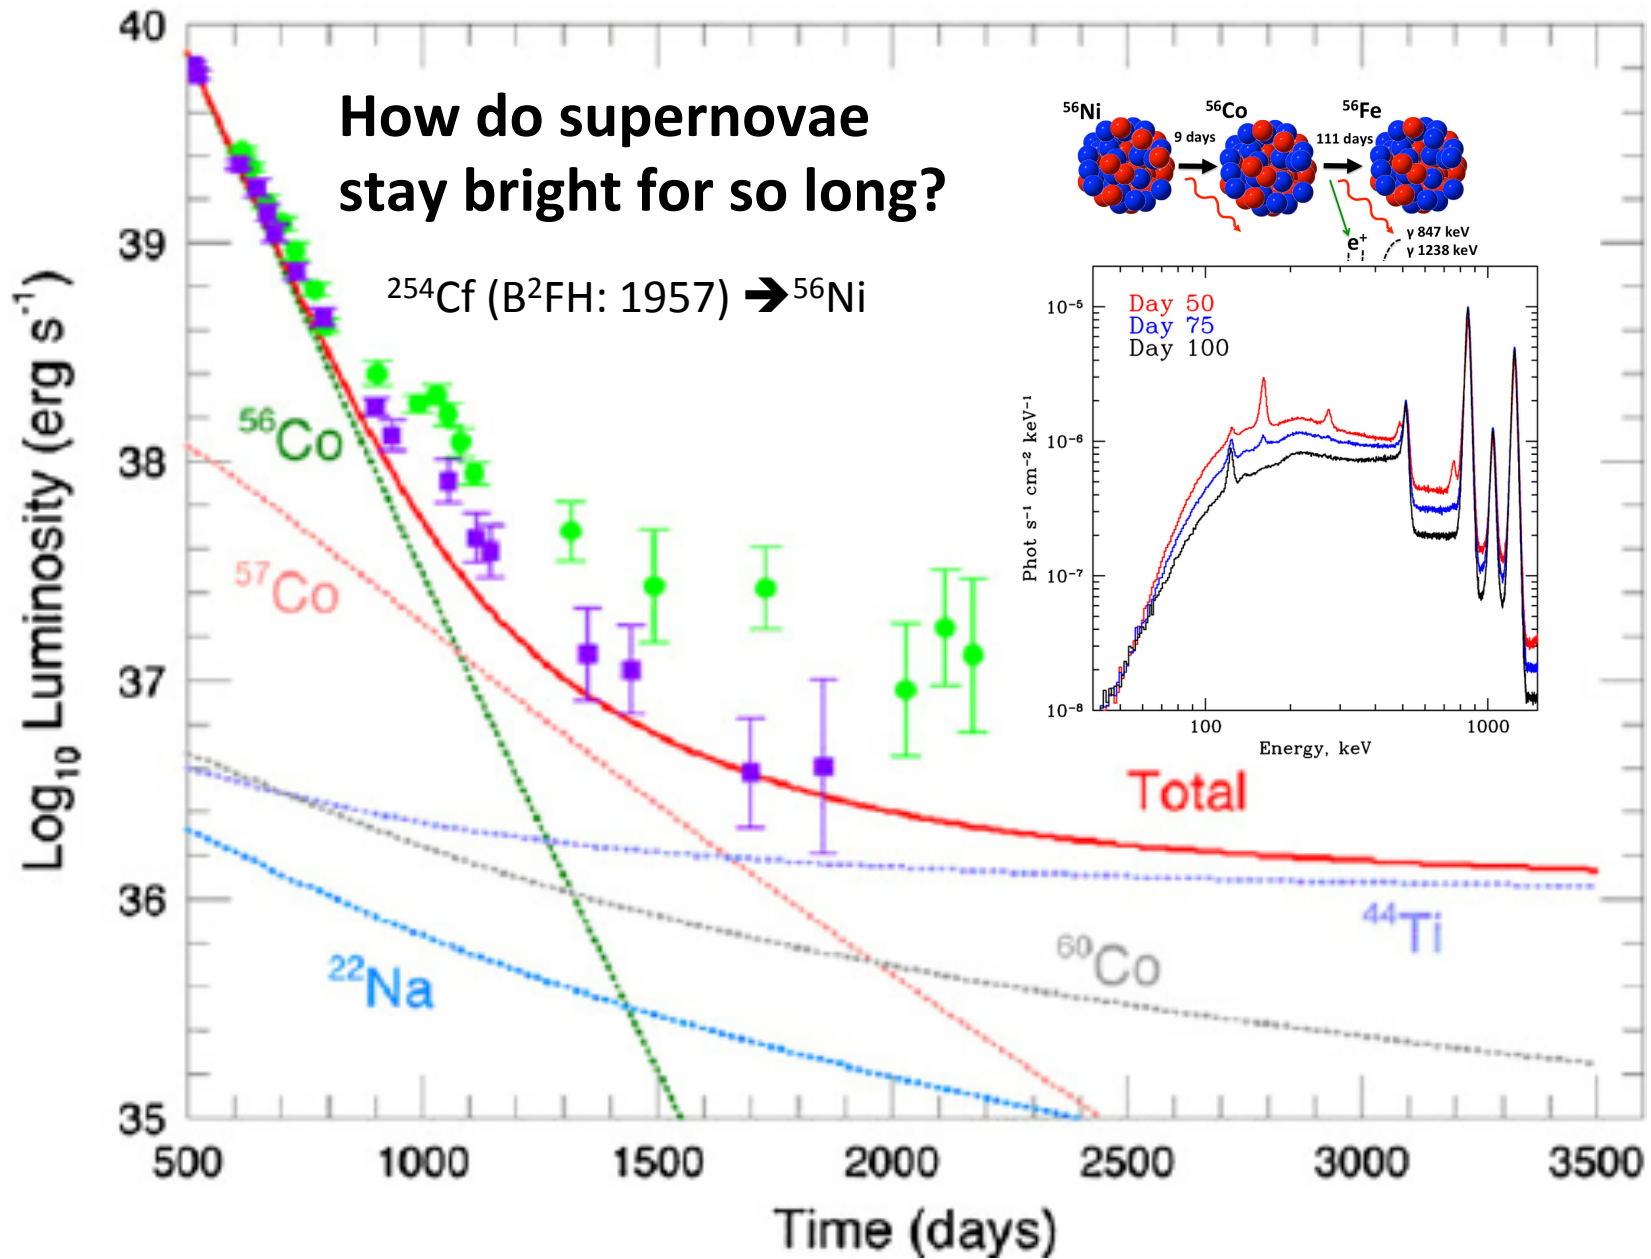 How do supernovae
stay bright for so long?
²⁵⁴Cf (B²FH: 1957) ➔ ⁵⁶Ni
⁵⁶Ni ⁵⁶Co ⁵⁶Fe
9 days 111 days
e⁺
γ 847 keV
γ 1238 keV
Day 50
Day 75
Day 100
10⁻⁵
10⁻⁶
10⁻⁷
10⁻⁸
Phot s⁻¹ cm⁻² keV⁻¹
100 1000
Energy, keV
40
39
38
37
36
35
Log₁₀ Luminosity (erg s⁻¹)
⁵⁶Co
⁵⁷Co
Total
⁴⁴Ti
⁶⁰Co
²²Na
500 1000 1500 2000 2500 3000 3500
Time (days)